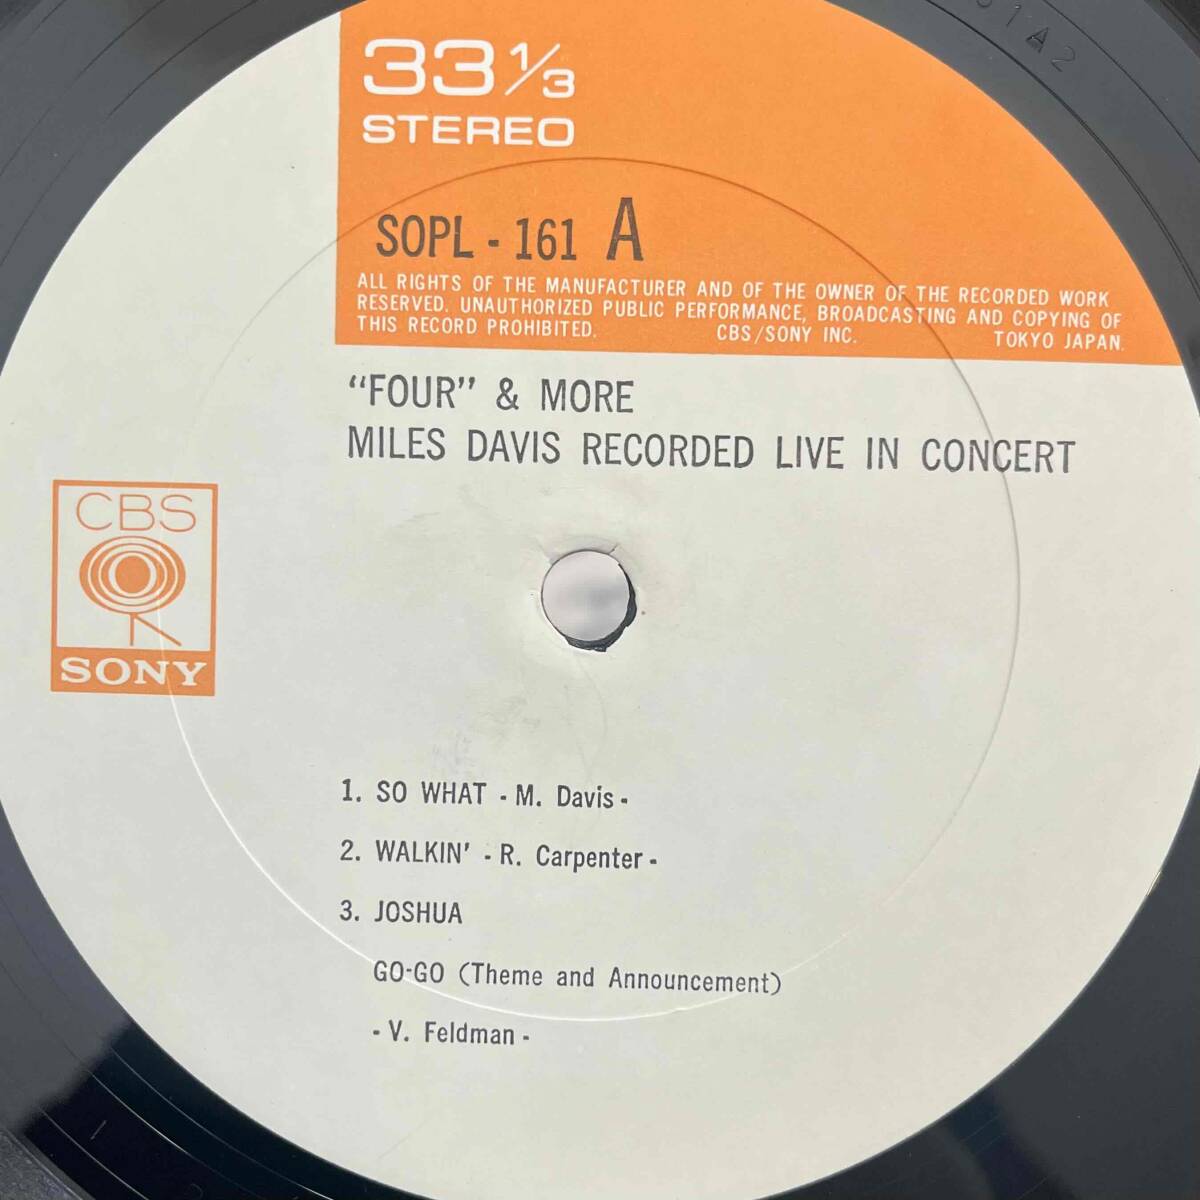 33 1/3
STEREO
SOPL - 161 A
ALL RIGHTS OF THE MANUFACTURER AND OF THE OWNER OF THE RECORDED WORK
RESERVED. UNAUTHORIZED PUBLIC PERFORMANCE, BROADCASTING AND COPYING OF
THIS RECORD PROHIBITED. CBS/SONY INC. TOKYO JAPAN.
"FOUR" & MORE
MILES DAVIS RECORDED LIVE IN CONCERT
CBS
SONY
1. SO WHAT - M. Davis -
2. WALKIN' - R. Carpenter -
3. JOSHUA
GO-GO (Theme and Announcement)
- V. Feldman -